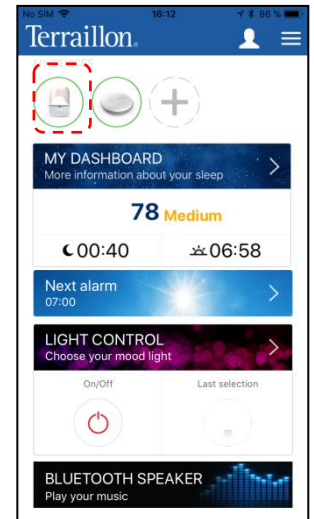 No SIM 16:12 86 %
Terraillon.
+
MY DASHBOARD
More information about your sleep
78 Medium
00:40 06:58
Next alarm
07:00
LIGHT CONTROL
Choose your mood light
On/Off Last selection
BLUETOOTH SPEAKER
Play your music